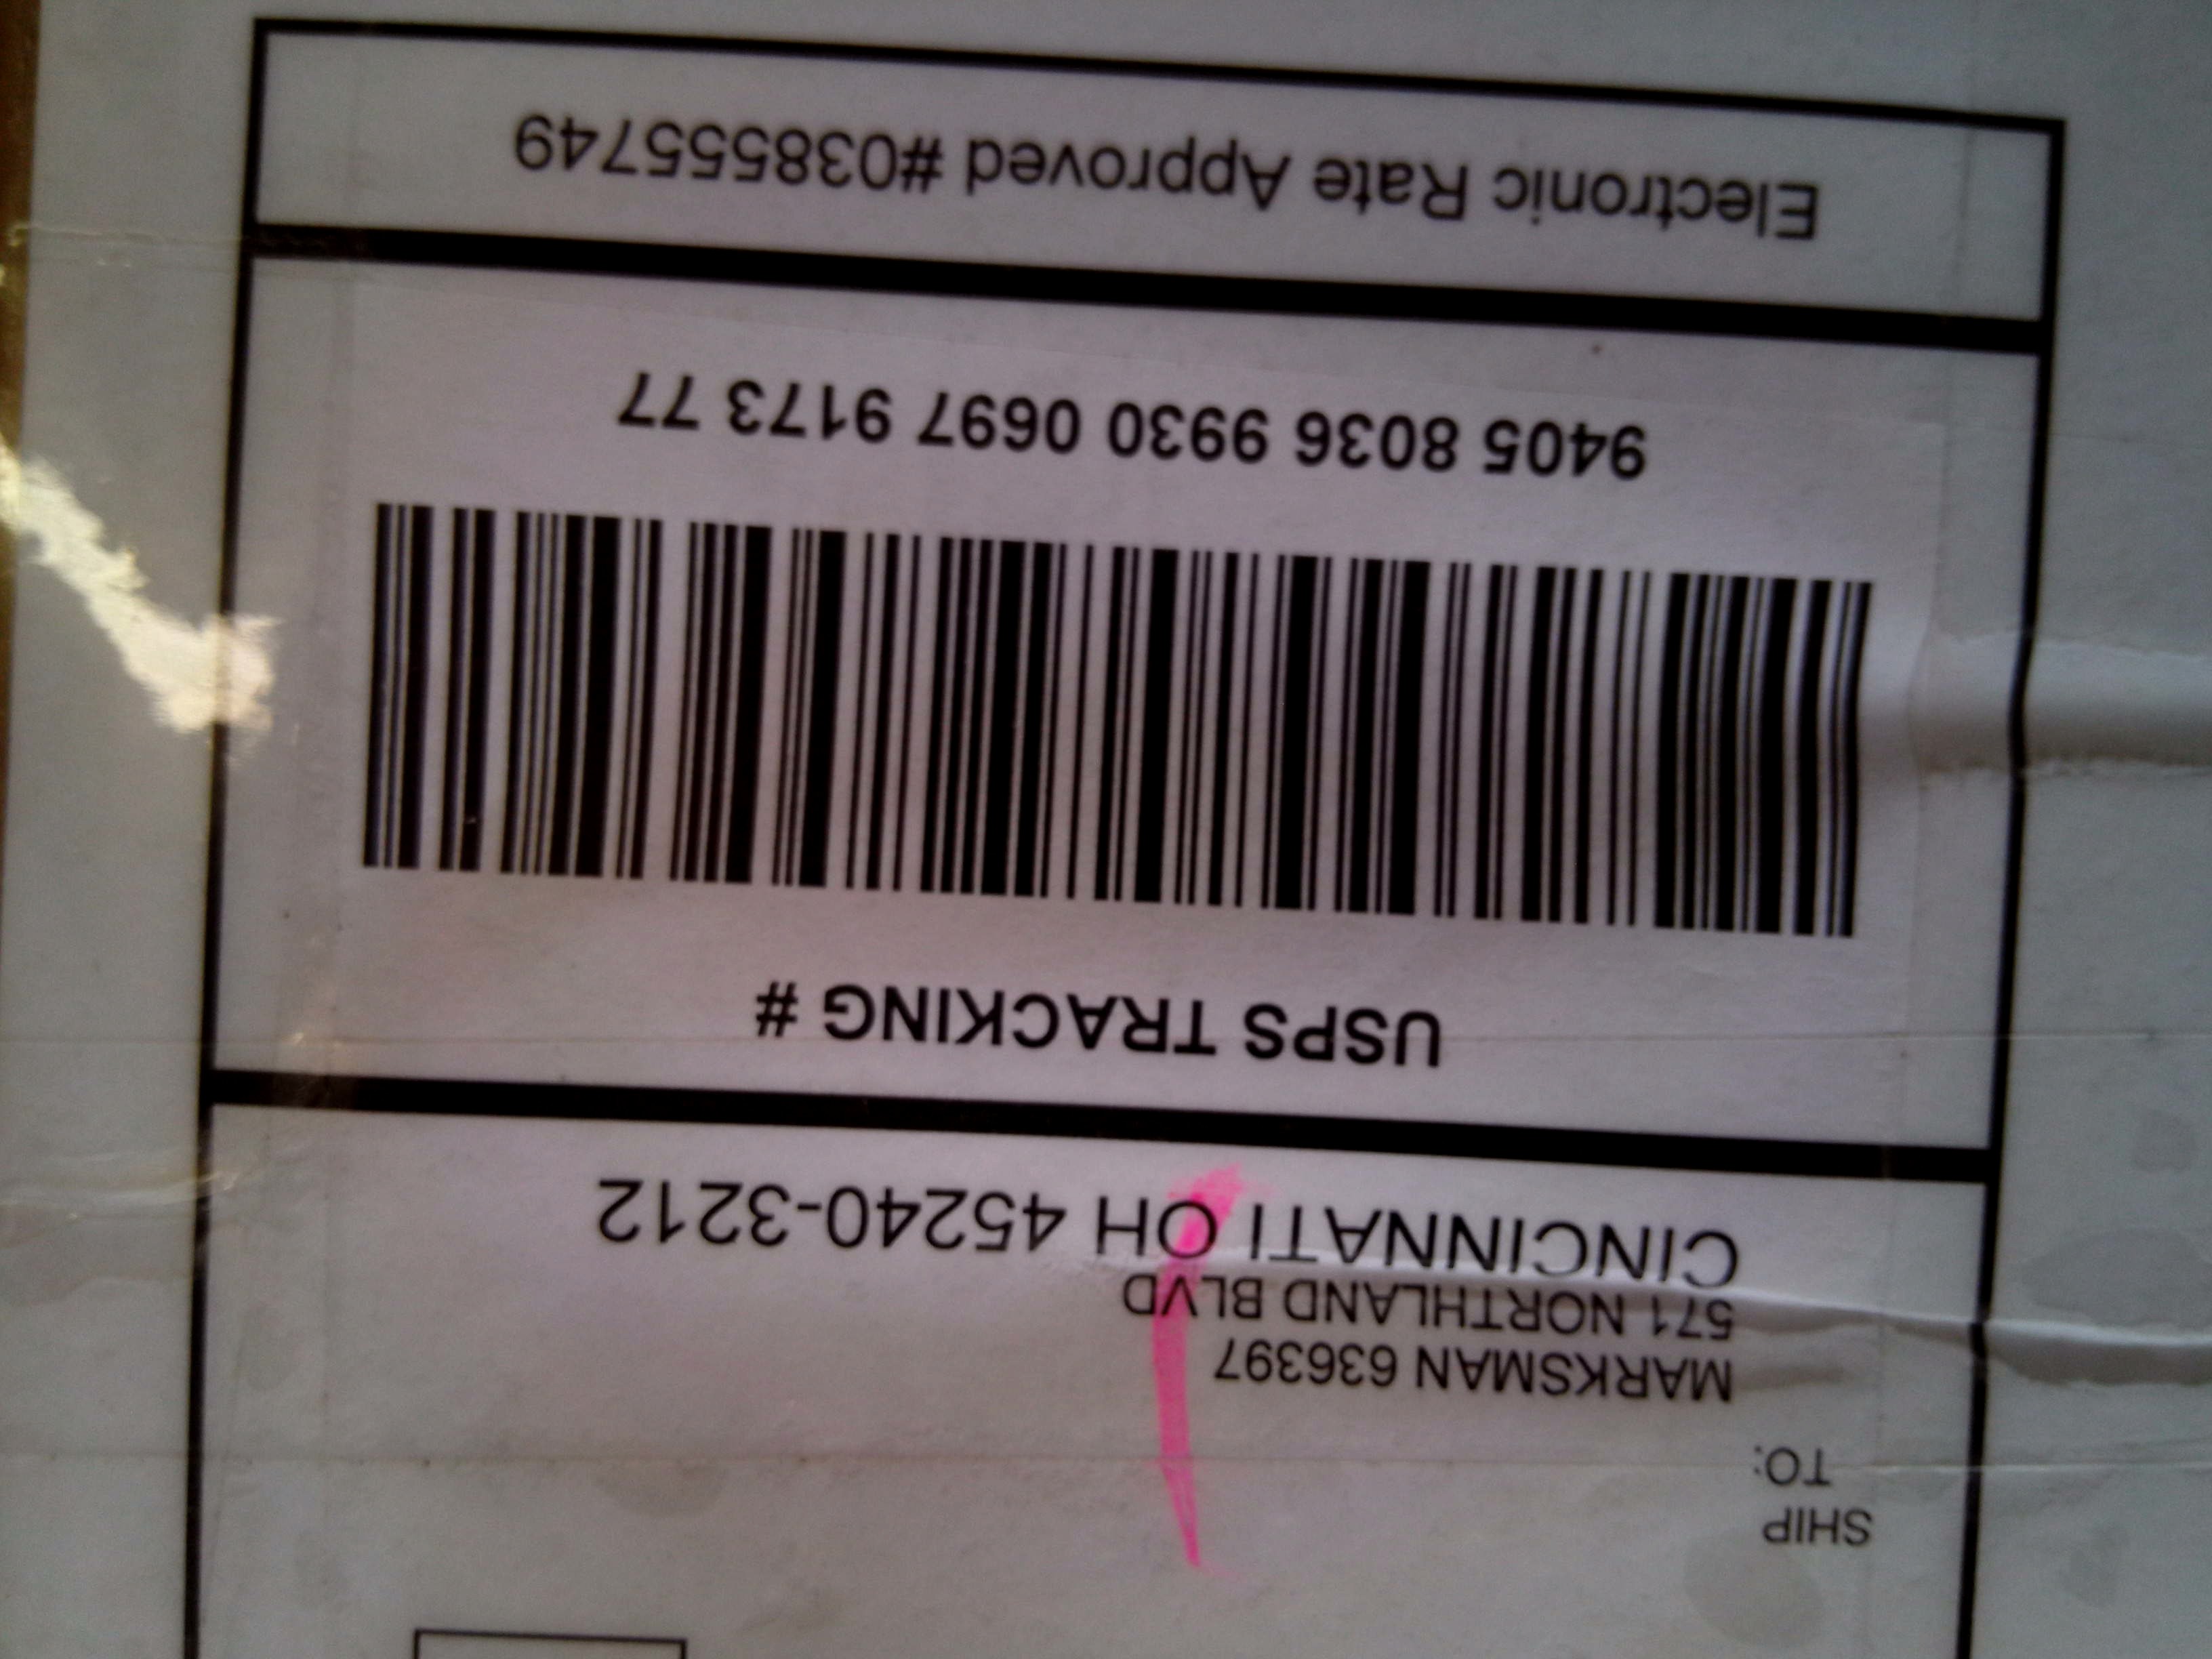 SHIP
TO:
MARKSMAN 636397
571 NORTHLAND BLVD
CINCINNATI OH 45240-3212
USPS TRACKING #
9405 8036 9930 0697 9173 77
Electronic Rate Approved #038555749